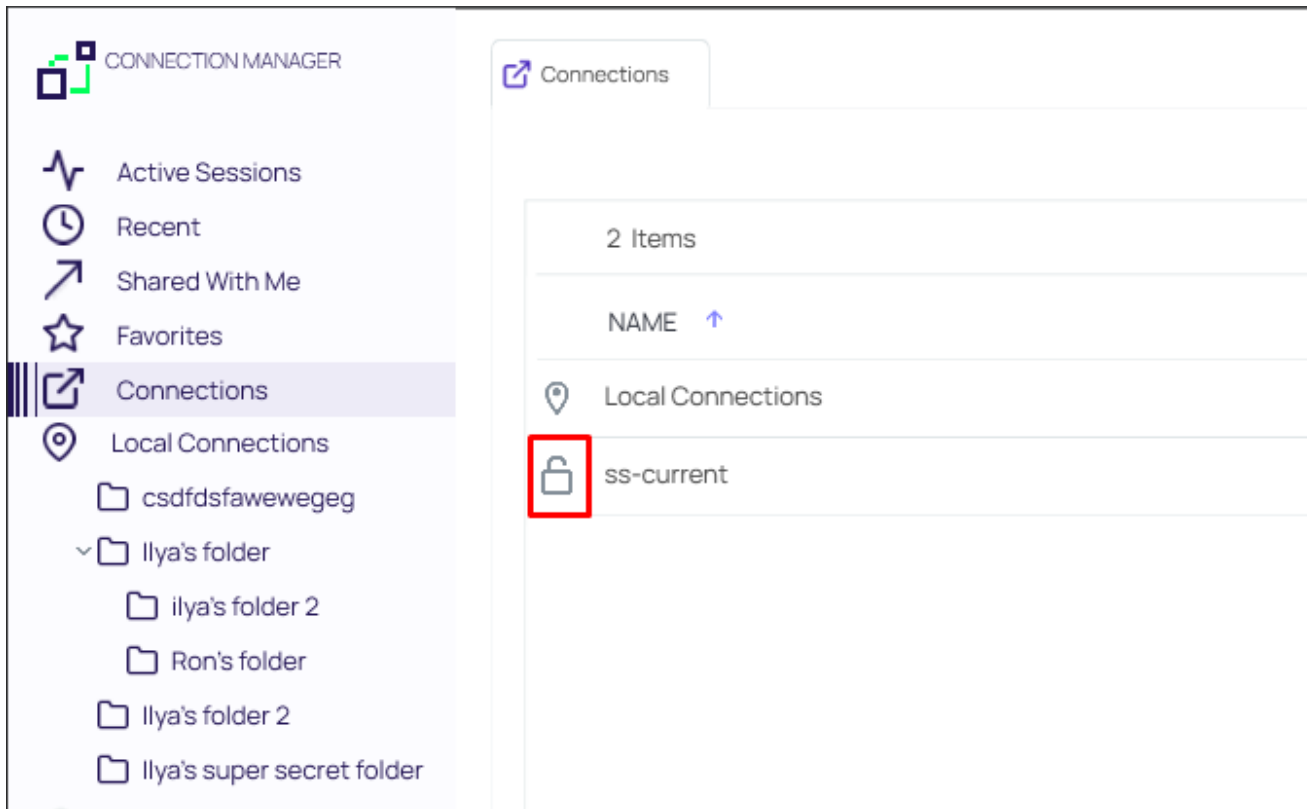 CONNECTION MANAGER
Active Sessions
Recent
Shared With Me
Favorites
Connections
Local Connections
csdfdsfawewegeg
Ilya's folder
ilya's folder 2
Ron's folder
Ilya's folder 2
Ilya's super secret folder
Connections
2 Items
NAME
Local Connections
ss-current